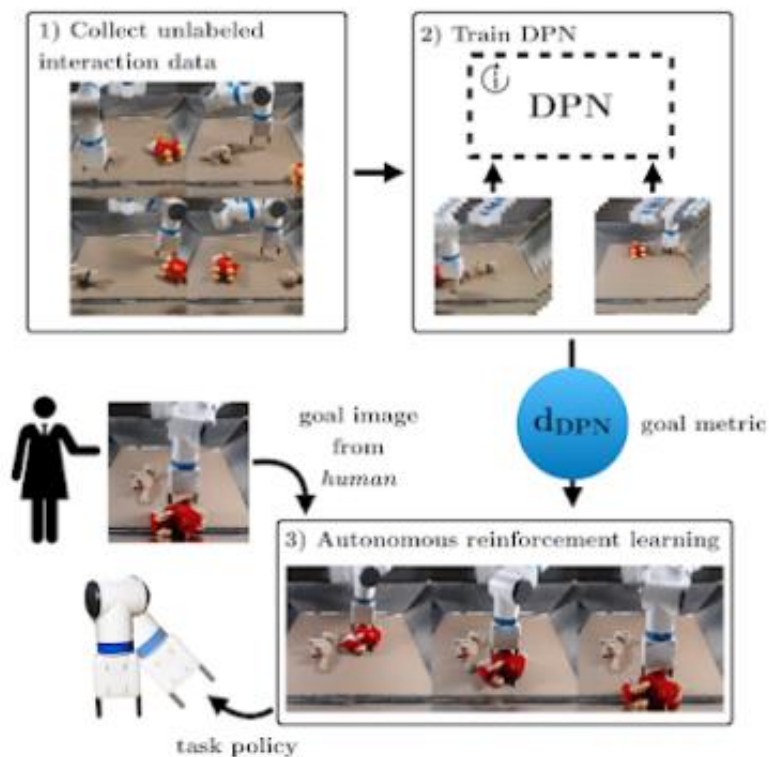 1) Collect unlabeled
interaction data
2) Train DPN
DPN
dDPN
goal metric
goal image
from
human
3) Autonomous reinforcement learning
task policy